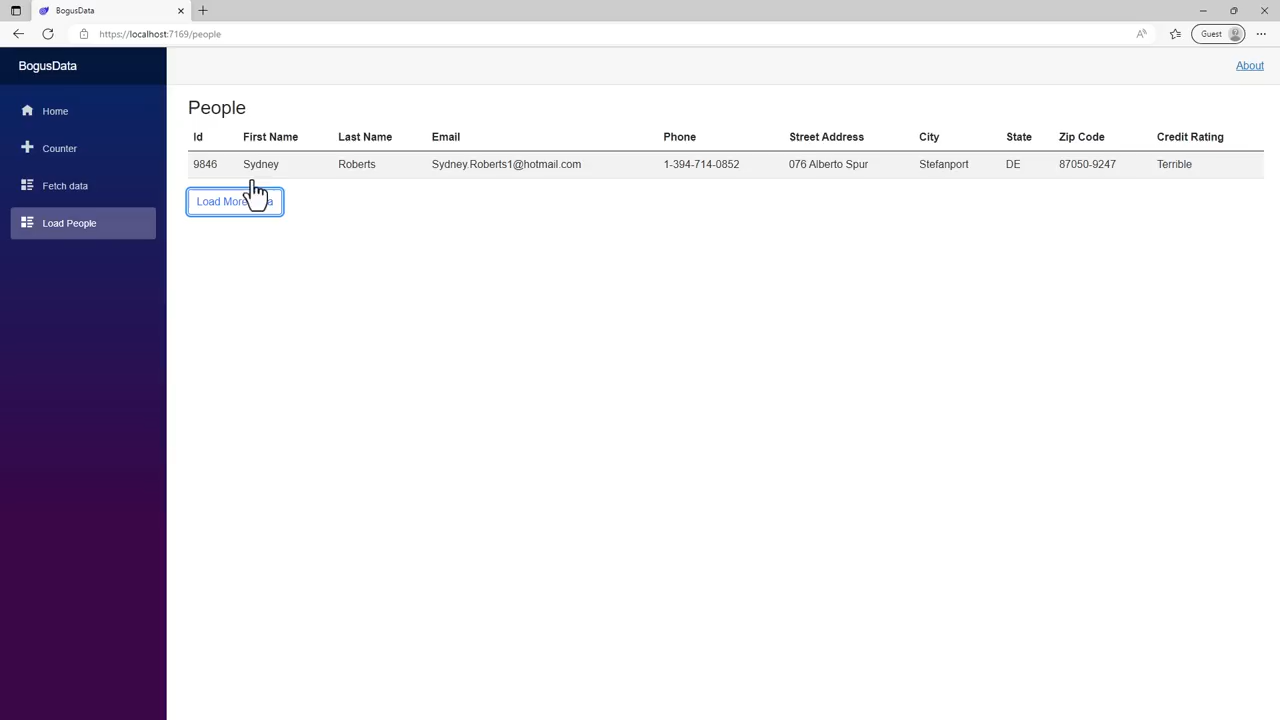 BogusData
https://localhost:7169/people
Guest
BogusData
About
Home
Counter
Fetch data
Load People
People
Id First Name Last Name Email Phone Street Address City State Zip Code Credit Rating
9846 Sydney Roberts Sydney.Roberts1@hotmail.com 1-394-714-0852 076 Alberto Spur Stefanport DE 87050-9247 Terrible
Load More